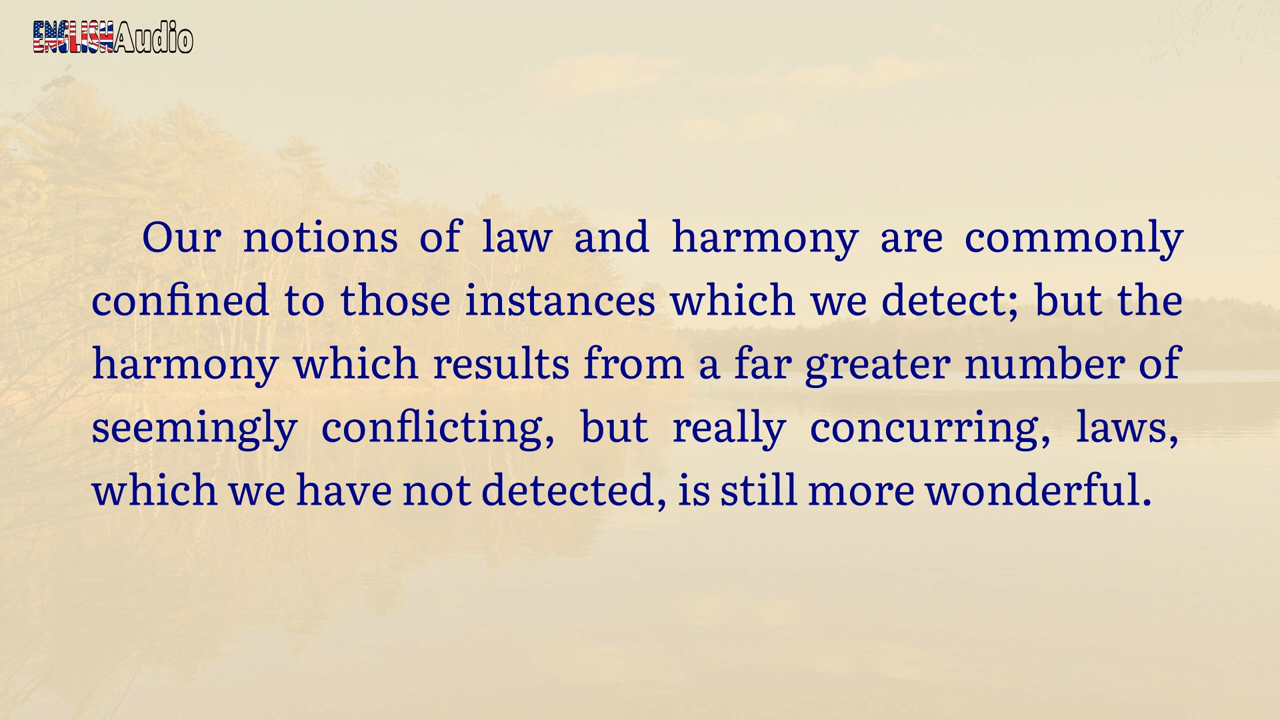 ENGLISHAudio
Our notions of law and harmony are commonly
confined to those instances which we detect; but the
harmony which results from a far greater number of
seemingly conflicting, but really concurring, laws,
which we have not detected, is still more wonderful.